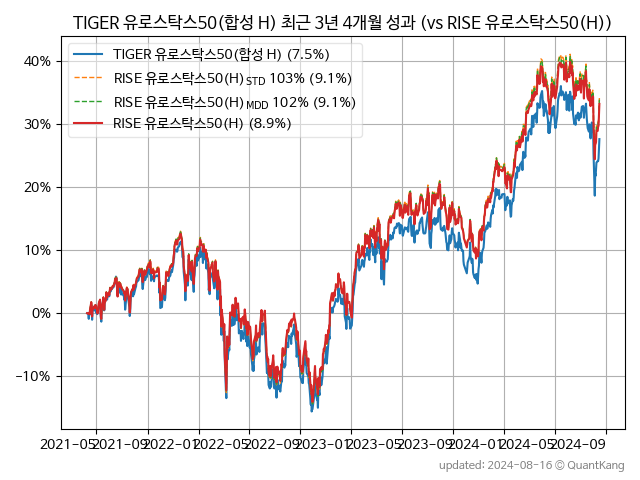 TIGER 유로스탁스50(합성 H) 최근 3년 4개월 성과 (vs RISE 유로스탁스50(H))
TIGER 유로스탁스50(합성 H) (7.5%)
RISE 유로스탁스50(H)STD 103% (9.1%)
RISE 유로스탁스50(H)MDD 102% (9.1%)
RISE 유로스탁스50(H) (8.9%)
40%
30%
20%
10%
0%
−10%
2021-05 2021-09 2022-01 2022-05 2022-09 2023-01 2023-05 2023-09 2024-01 2024-05 2024-09
updated: 2024-08-16 © QuantKang